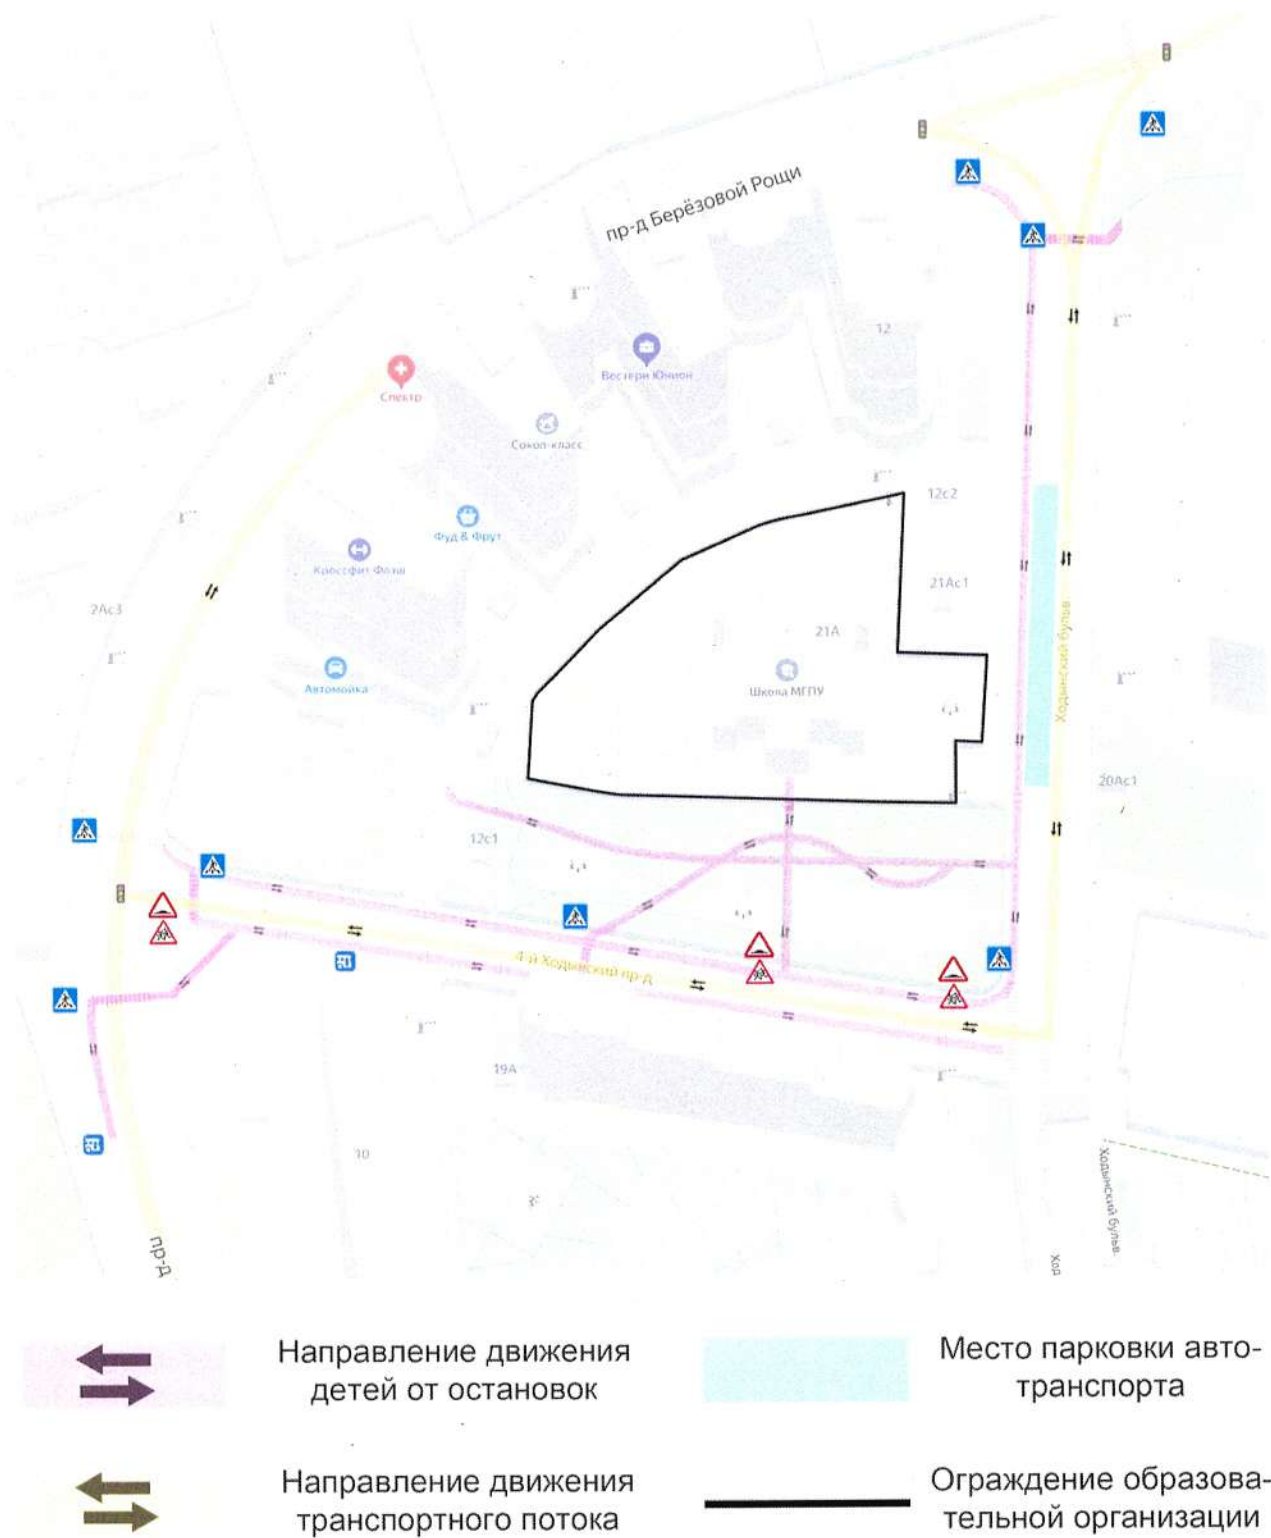 пр-д Берёзовой Рощи
12
Вестерн Юнион
Спектр
Сокол-класс
12с2
Фуд & Фрут
Кроссфит Фаза
21Ас1
2Ас3
21А
Автомойка
Школа МГПУ
Ходынский бульв.
20Ас1
12с1
4-й Ходынский пр-д
19А
10
Ходынский бульв.
пр-д
Ход
Направление движения
детей от остановок
Место парковки авто-
транспорта
Направление движения
транспортного потока
Ограждение образова-
тельной организации